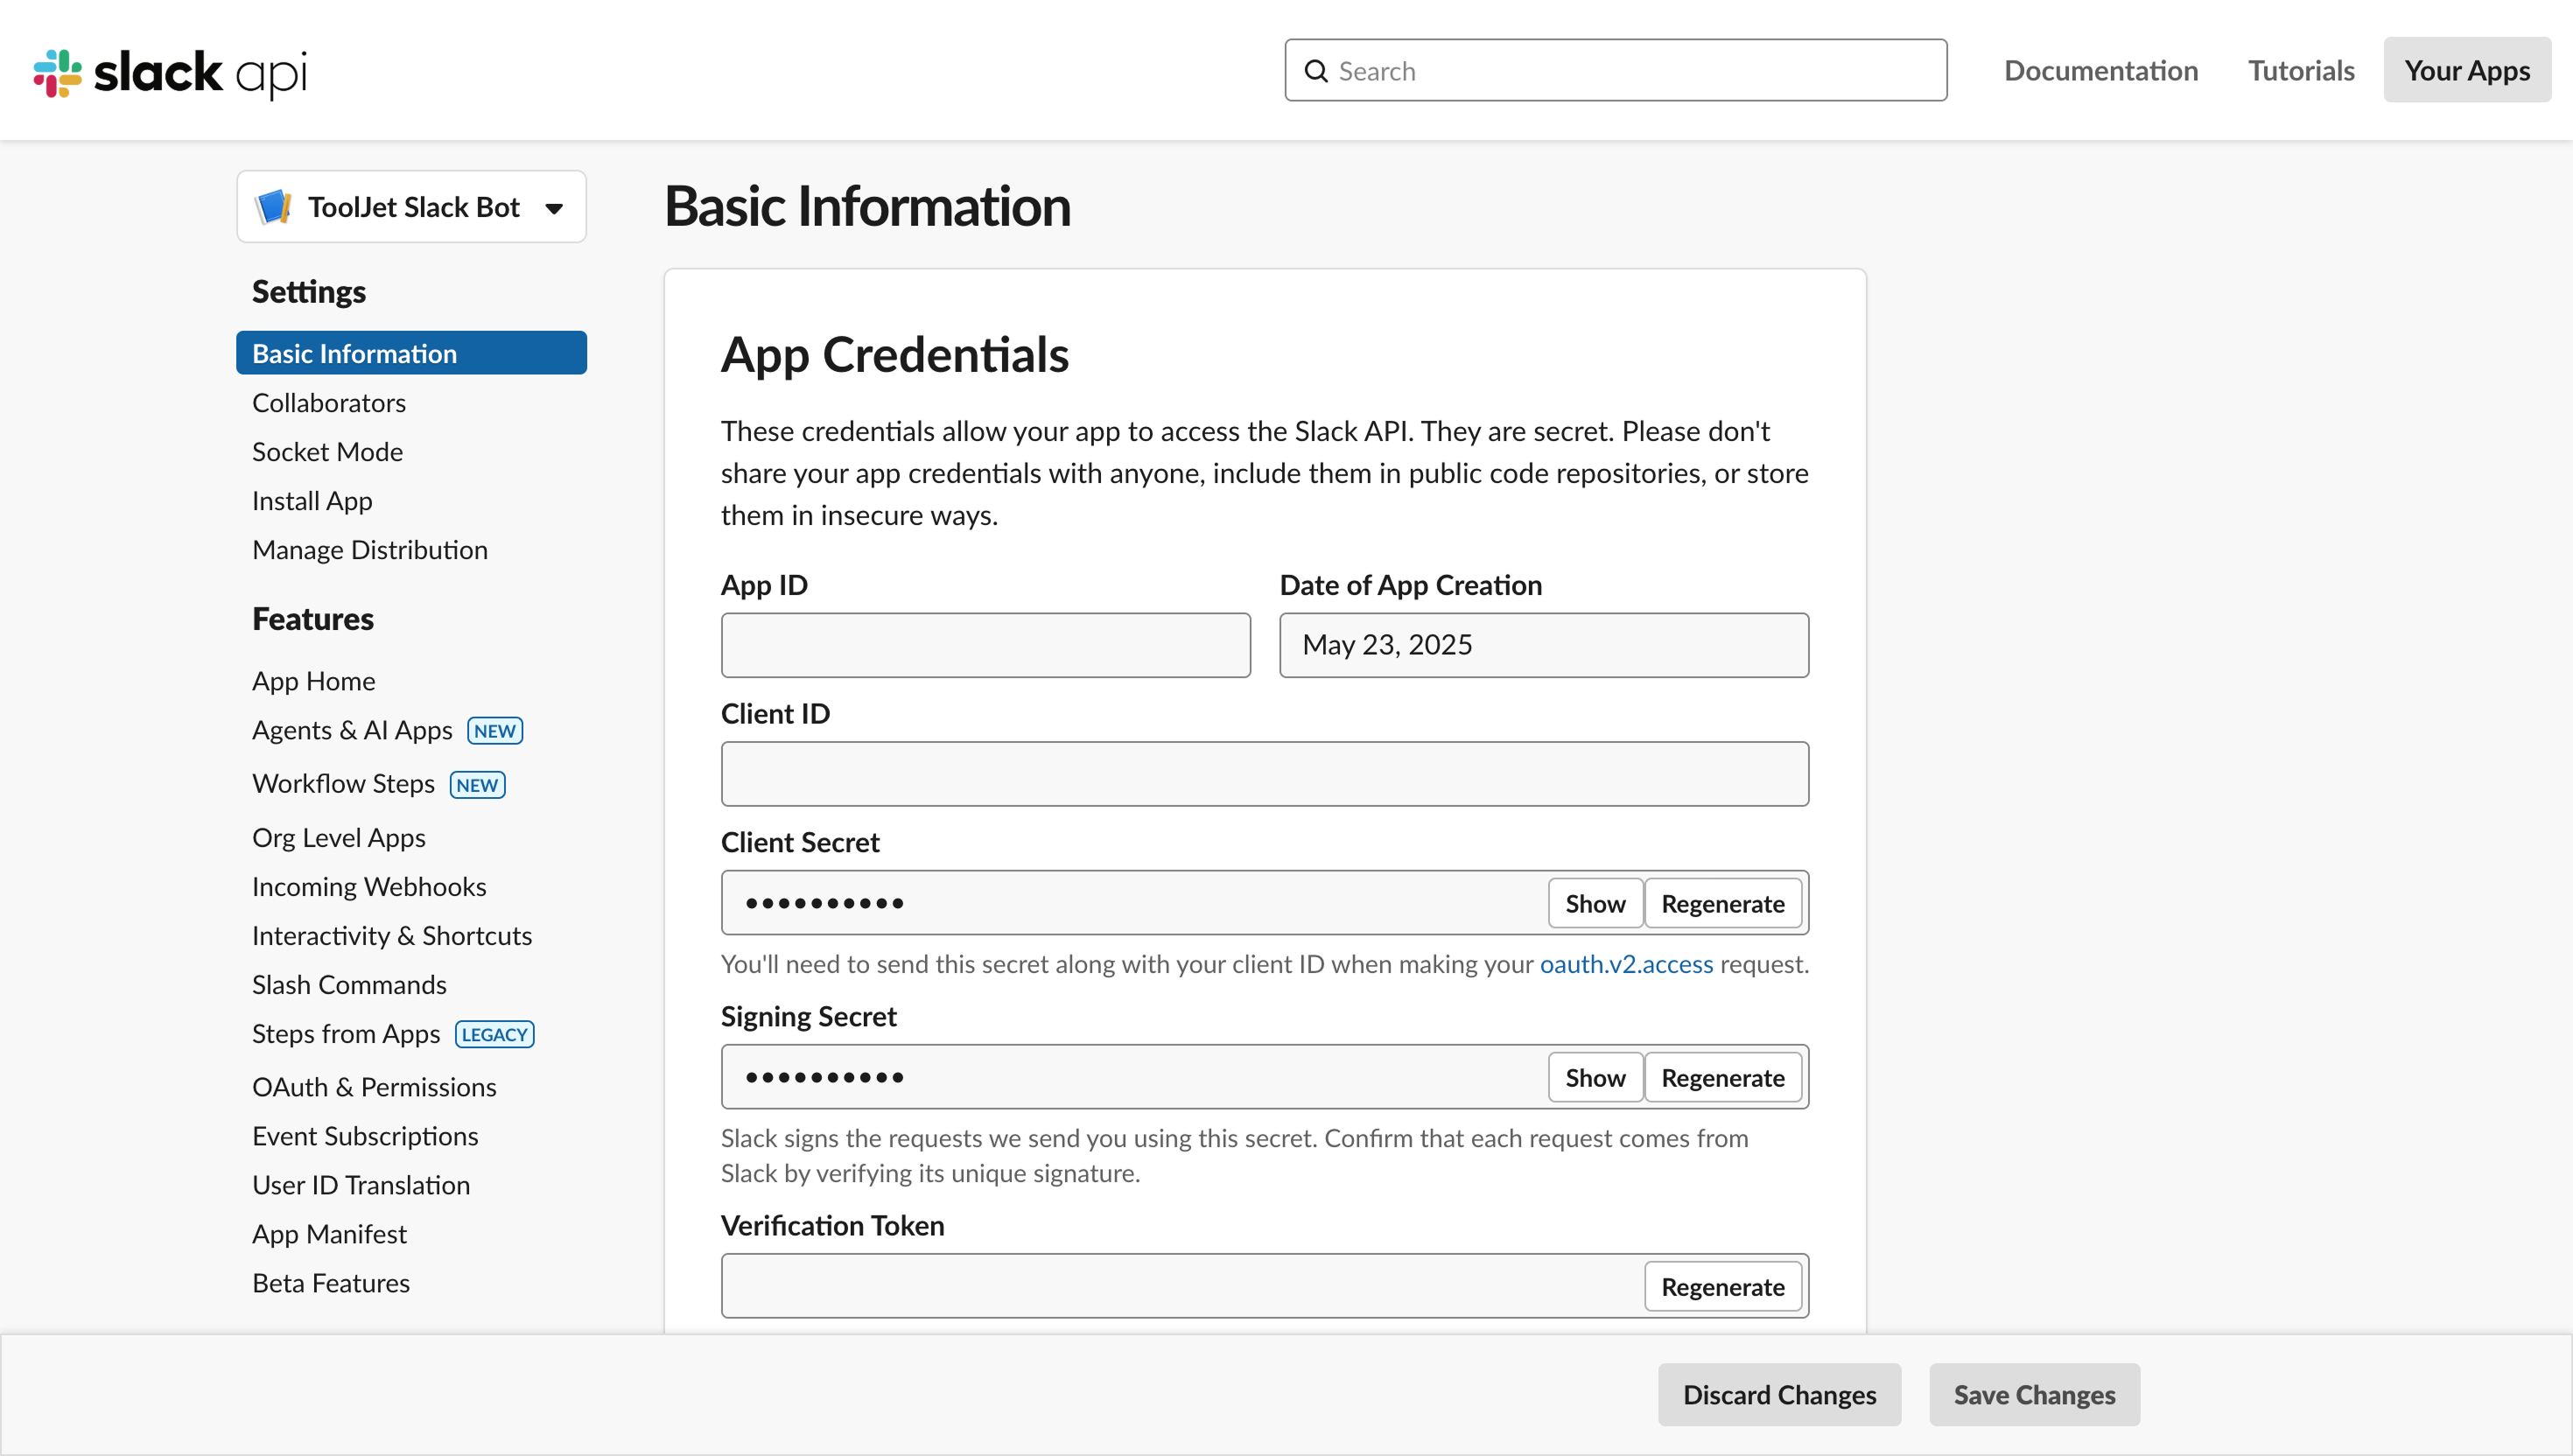 slack api
Search
Documentation
Tutorials
Your Apps
ToolJet Slack Bot
Settings
Basic Information
Collaborators
Socket Mode
Install App
Manage Distribution
Features
App Home
Agents & AI Apps NEW
Workflow Steps NEW
Org Level Apps
Incoming Webhooks
Interactivity & Shortcuts
Slash Commands
Steps from Apps LEGACY
OAuth & Permissions
Event Subscriptions
User ID Translation
App Manifest
Beta Features
Basic Information
App Credentials
These credentials allow your app to access the Slack API. They are secret. Please don't
share your app credentials with anyone, include them in public code repositories, or store
them in insecure ways.
App ID
Date of App Creation
May 23, 2025
Client ID
Client Secret
••••••••••
Show
Regenerate
You'll need to send this secret along with your client ID when making your oauth.v2.access request.
Signing Secret
••••••••••
Show
Regenerate
Slack signs the requests we send you using this secret. Confirm that each request comes from
Slack by verifying its unique signature.
Verification Token
Regenerate
Discard Changes
Save Changes